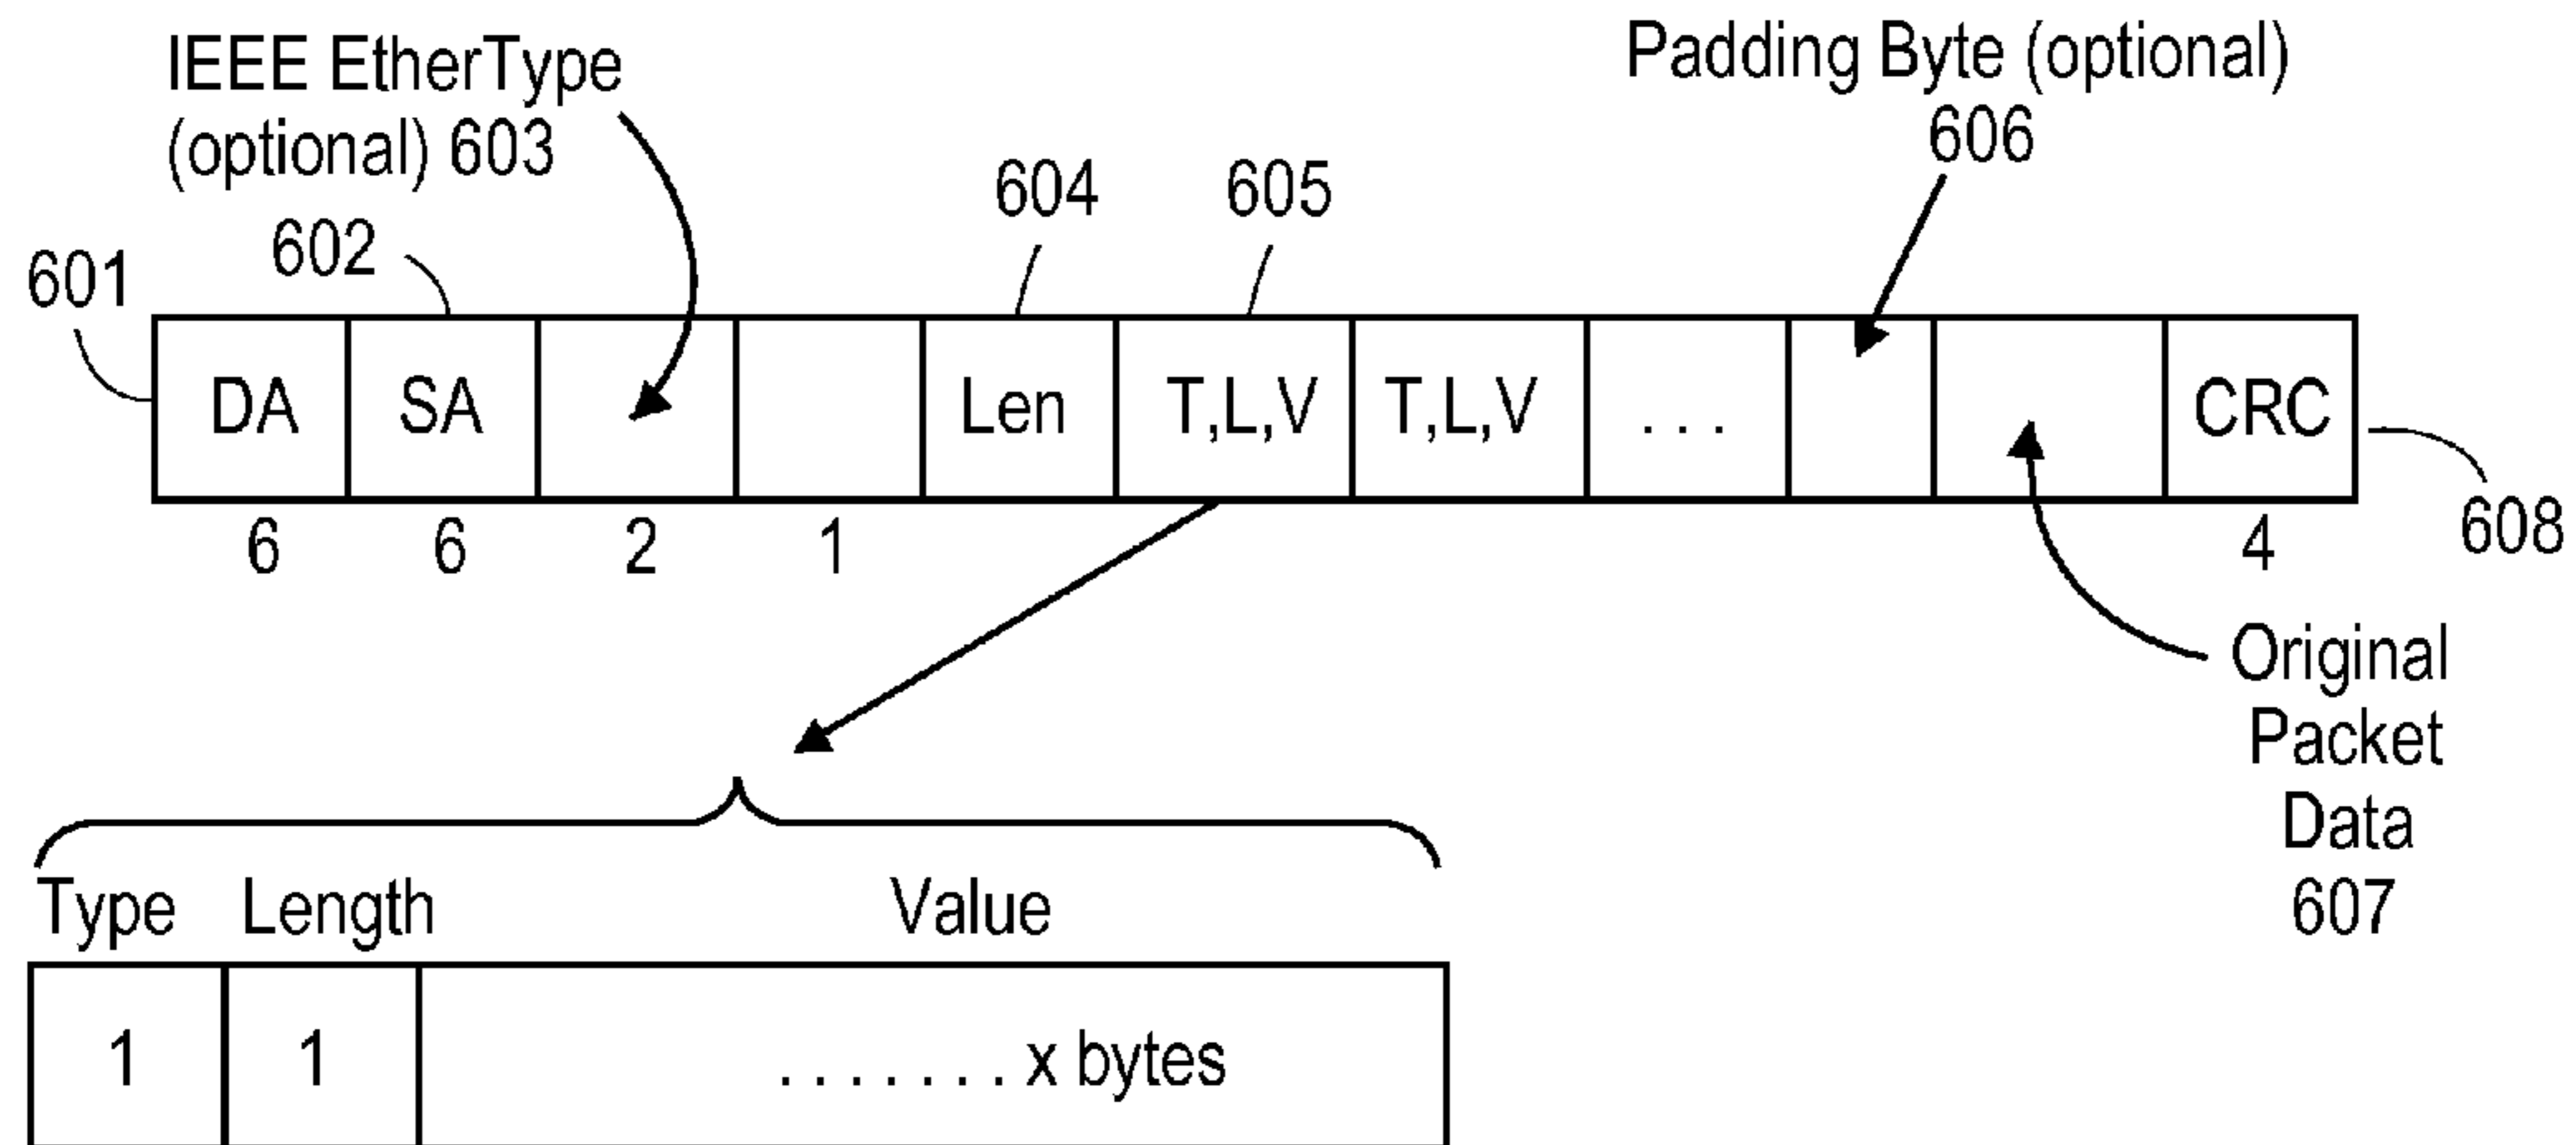 IEEE EtherType
(optional) 603
Padding Byte (optional)
606
601
602
604
605
DA SA Len T,L,V T,L,V ... CRC
608
6 6 2 1 4
Original
Packet
Data
607
Type Length Value
1 1 ....... x bytes